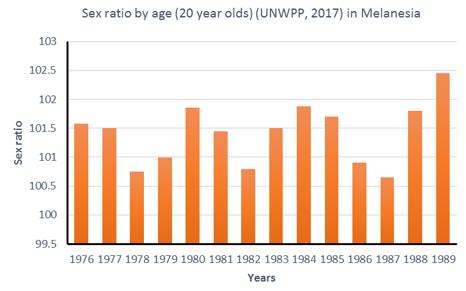 Sex ratio by age (20 year olds) (UNWPP, 2017) in Melanesia
103
102.5
102
101.5
101
100.5
100
99.5
Sex ratio
1976 1977 1978 1979 1980 1981 1982 1983 1984 1985 1986 1987 1988 1989
Years